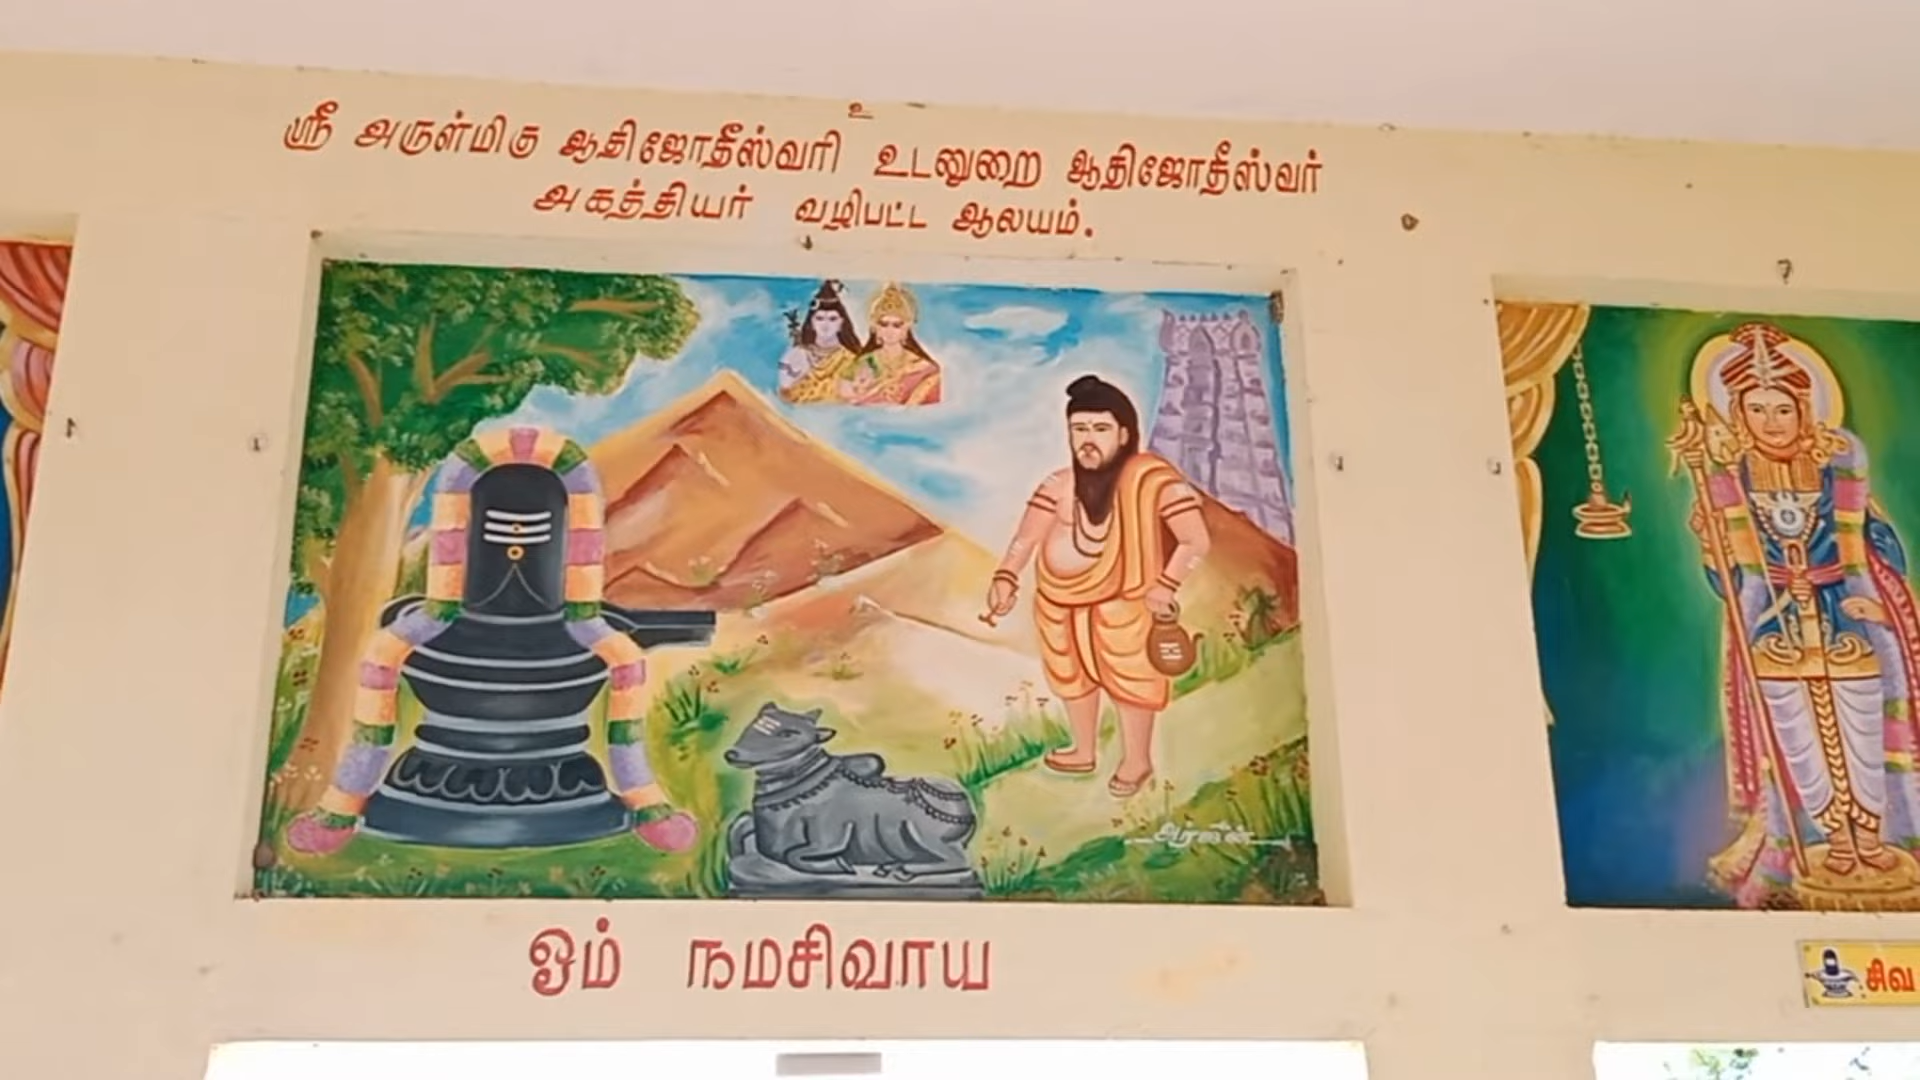 உ
ஸ்ரீ அருள்மிகு ஆதிஜோதீஸ்வரி உடனுறை ஆதிஜோதீஸ்வர்
அகத்தியர் வழிபட்ட ஆலயம்.
ஓம் நமசிவாய
சிவ